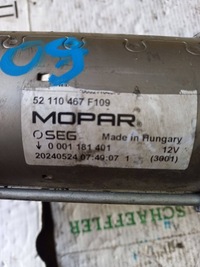 08
52 110 467 F109
MOPAR
SEG Made in Hungary
0 001 181 401 12V
20240524 07:49:07 1 (3001)
SCHAEFFLER